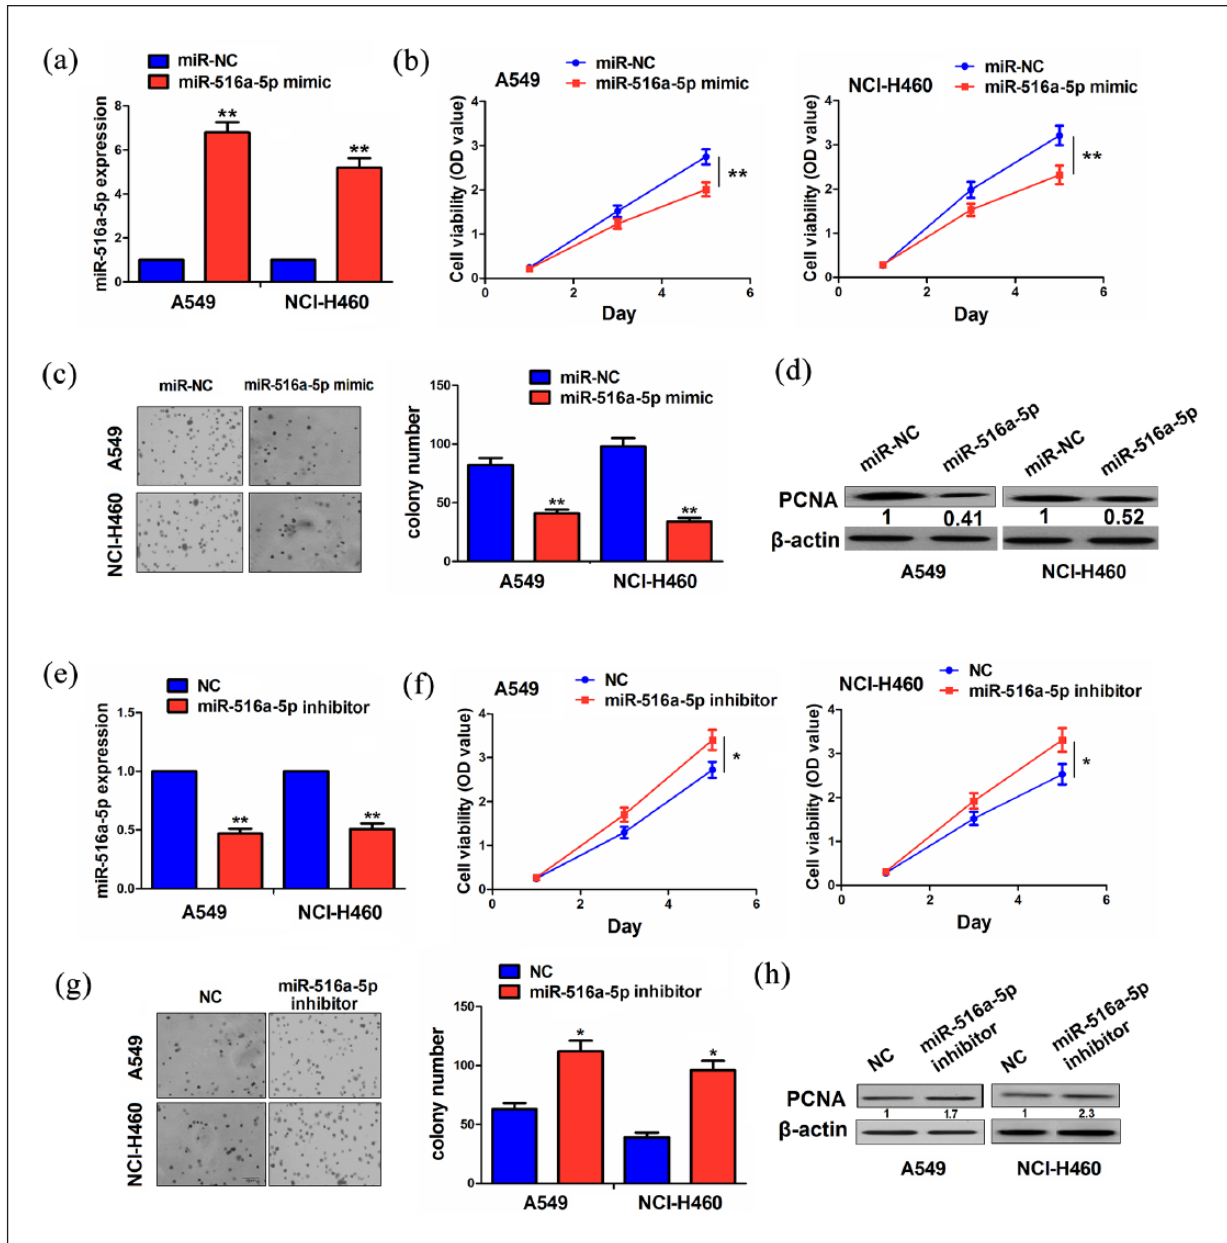 (a)
miR-NC
miR-516a-5p mimic
miR-516a-5p expression
8
6
4
2
0
**
**
A549
NCI-H460
(b)
A549
miR-NC
miR-516a-5p mimic
Cell viability (OD value)
4
3
2
1
0
**
0
2
4
6
Day
NCI-H460
miR-NC
miR-516a-5p mimic
Cell viability (OD value)
4
3
2
1
0
**
0
2
4
6
Day
(c)
miR-NC
miR-516a-5p mimic
A549
NCI-H460
miR-NC
miR-516a-5p mimic
colony number
150
100
50
0
**
**
A549
NCI-H460
(d)
miR-NC
miR-516a-5p
miR-NC
miR-516a-5p
PCNA
1
0.41
1
0.52
β-actin
A549
NCI-H460
(e)
NC
miR-516a-5p inhibitor
miR-516a-5p expression
1.5
1.0
0.5
0.0
**
**
A549
NCI-H460
(f)
A549
NC
miR-516a-5p inhibitor
Cell viability (OD value)
4
3
2
1
0
*
0
2
4
6
Day
NCI-H460
NC
miR-516a-5p inhibitor
Cell viability (OD value)
4
3
2
1
0
*
0
2
4
6
Day
(g)
NC
miR-516a-5p
inhibitor
A549
NCI-H460
NC
miR-516a-5p inhibitor
colony number
150
100
50
0
*
*
A549
NCI-H460
(h)
NC
miR-516a-5p
inhibitor
NC
miR-516a-5p
inhibitor
PCNA
1
1.7
1
2.3
β-actin
A549
NCI-H460